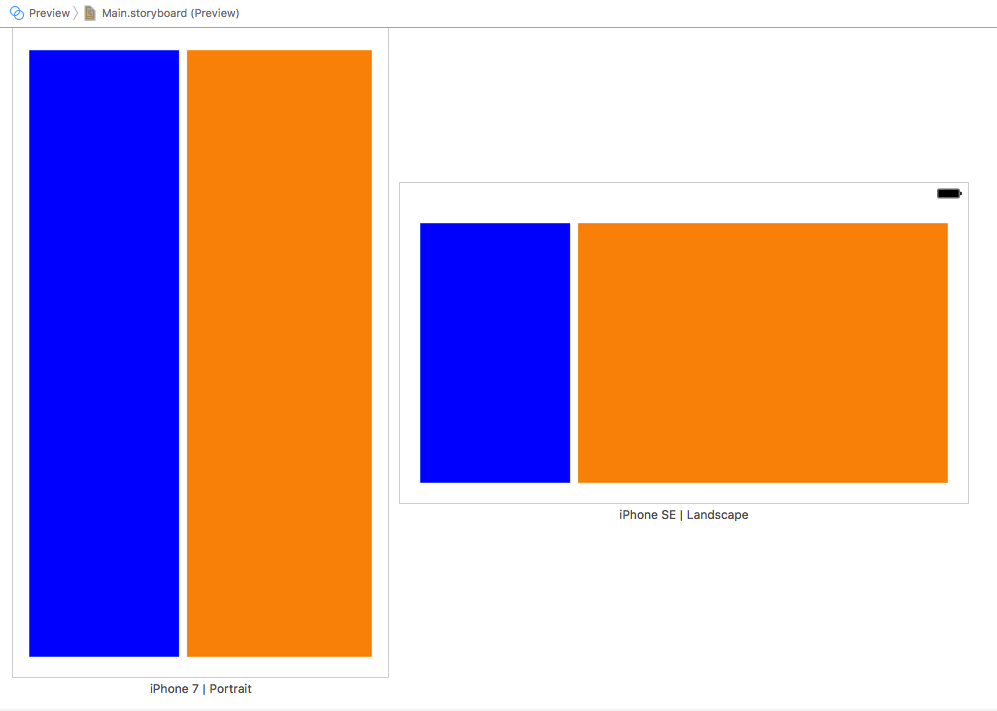 Preview 〉 Main.storyboard (Preview)
iPhone SE | Landscape
iPhone 7 | Portrait